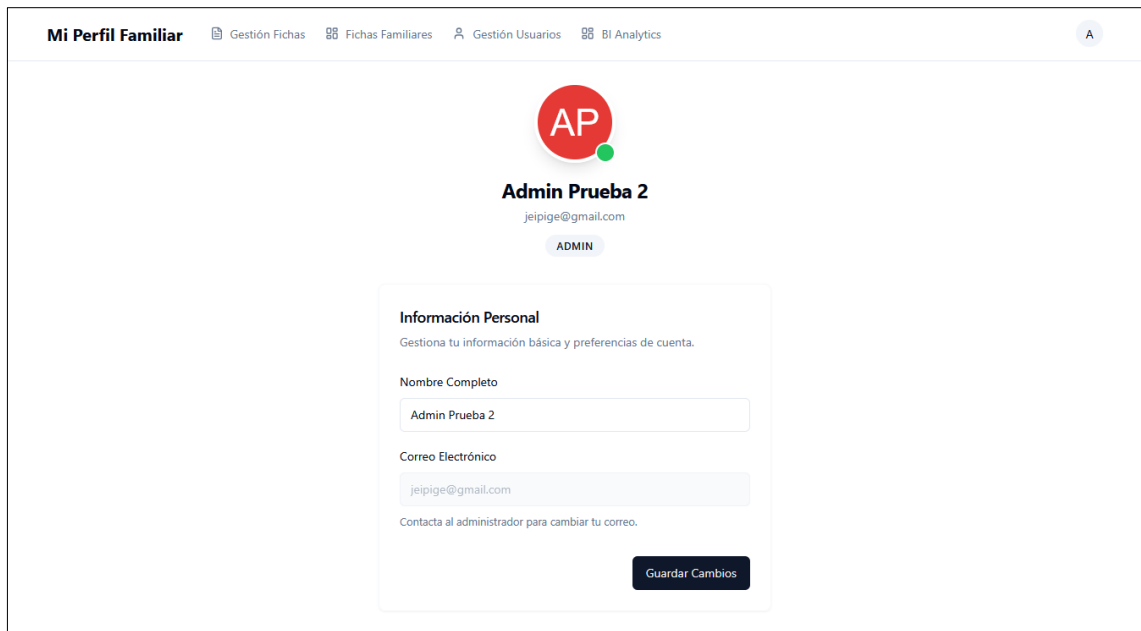 Mi Perfil Familiar Gestión Fichas Fichas Familiares Gestión Usuarios BI Analytics A
AP
Admin Prueba 2
jeipige@gmail.com
ADMIN
Información Personal
Gestiona tu información básica y preferencias de cuenta.
Nombre Completo
Admin Prueba 2
Correo Electrónico
jeipige@gmail.com
Contacta al administrador para cambiar tu correo.
Guardar Cambios